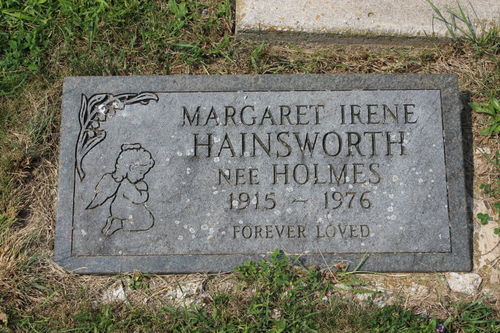 MARGARET IRENE
HAINSWORTH
NEE HOLMES
1915 ~ 1976
FOREVER LOVED